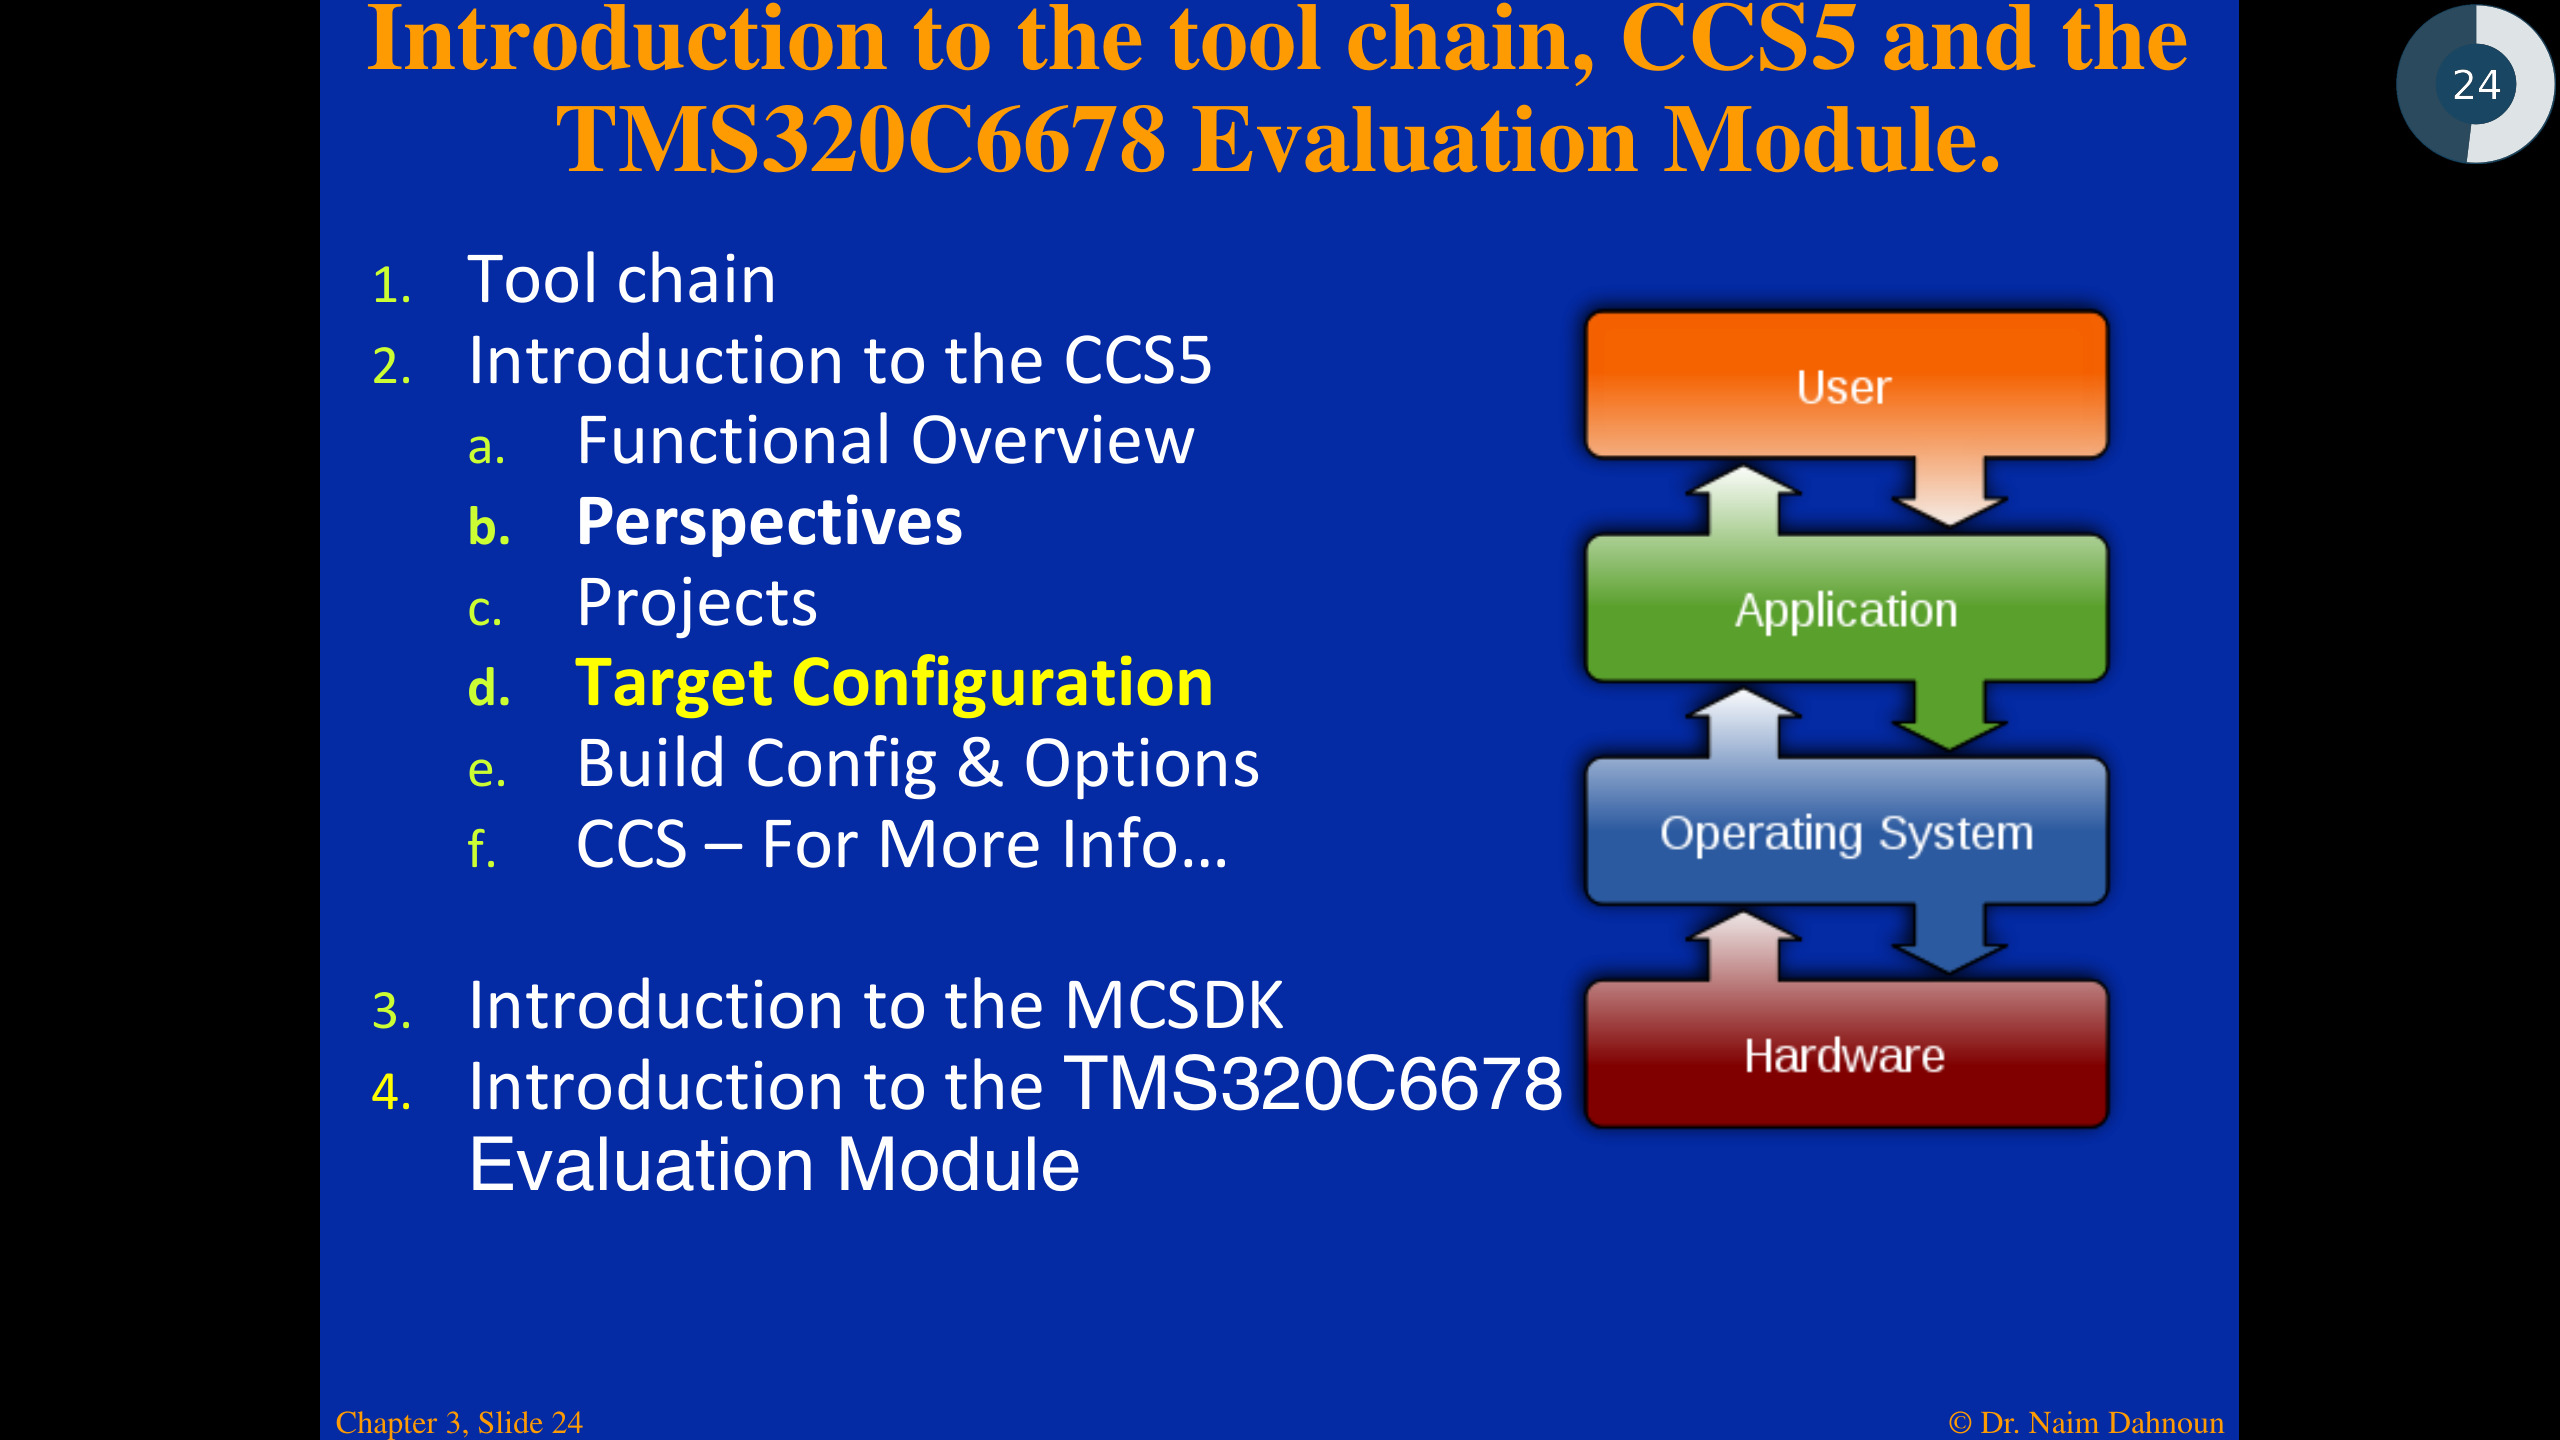 Introduction to the tool chain, CCS5 and the
TMS320C6678 Evaluation Module.
24
1. Tool chain
2. Introduction to the CCS5
a. Functional Overview
b. Perspectives
c. Projects
d. Target Configuration
e. Build Config & Options
f. CCS – For More Info…
3. Introduction to the MCSDK
4. Introduction to the TMS320C6678
Evaluation Module
User
Application
Operating System
Hardware
Chapter 3, Slide 24
© Dr. Naim Dahnoun